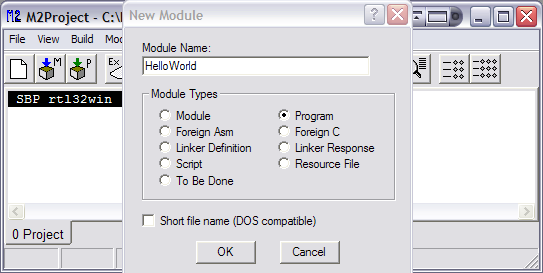 M2 M2Project - C:\
File View Build Mod
M P Ex
SBP rtl32win
0 Project
New Module
Module Name:
HelloWorld
Module Types
Module Program
Foreign Asm Foreign C
Linker Definition Linker Response
Script Resource File
To Be Done
Short file name (DOS compatible)
OK Cancel